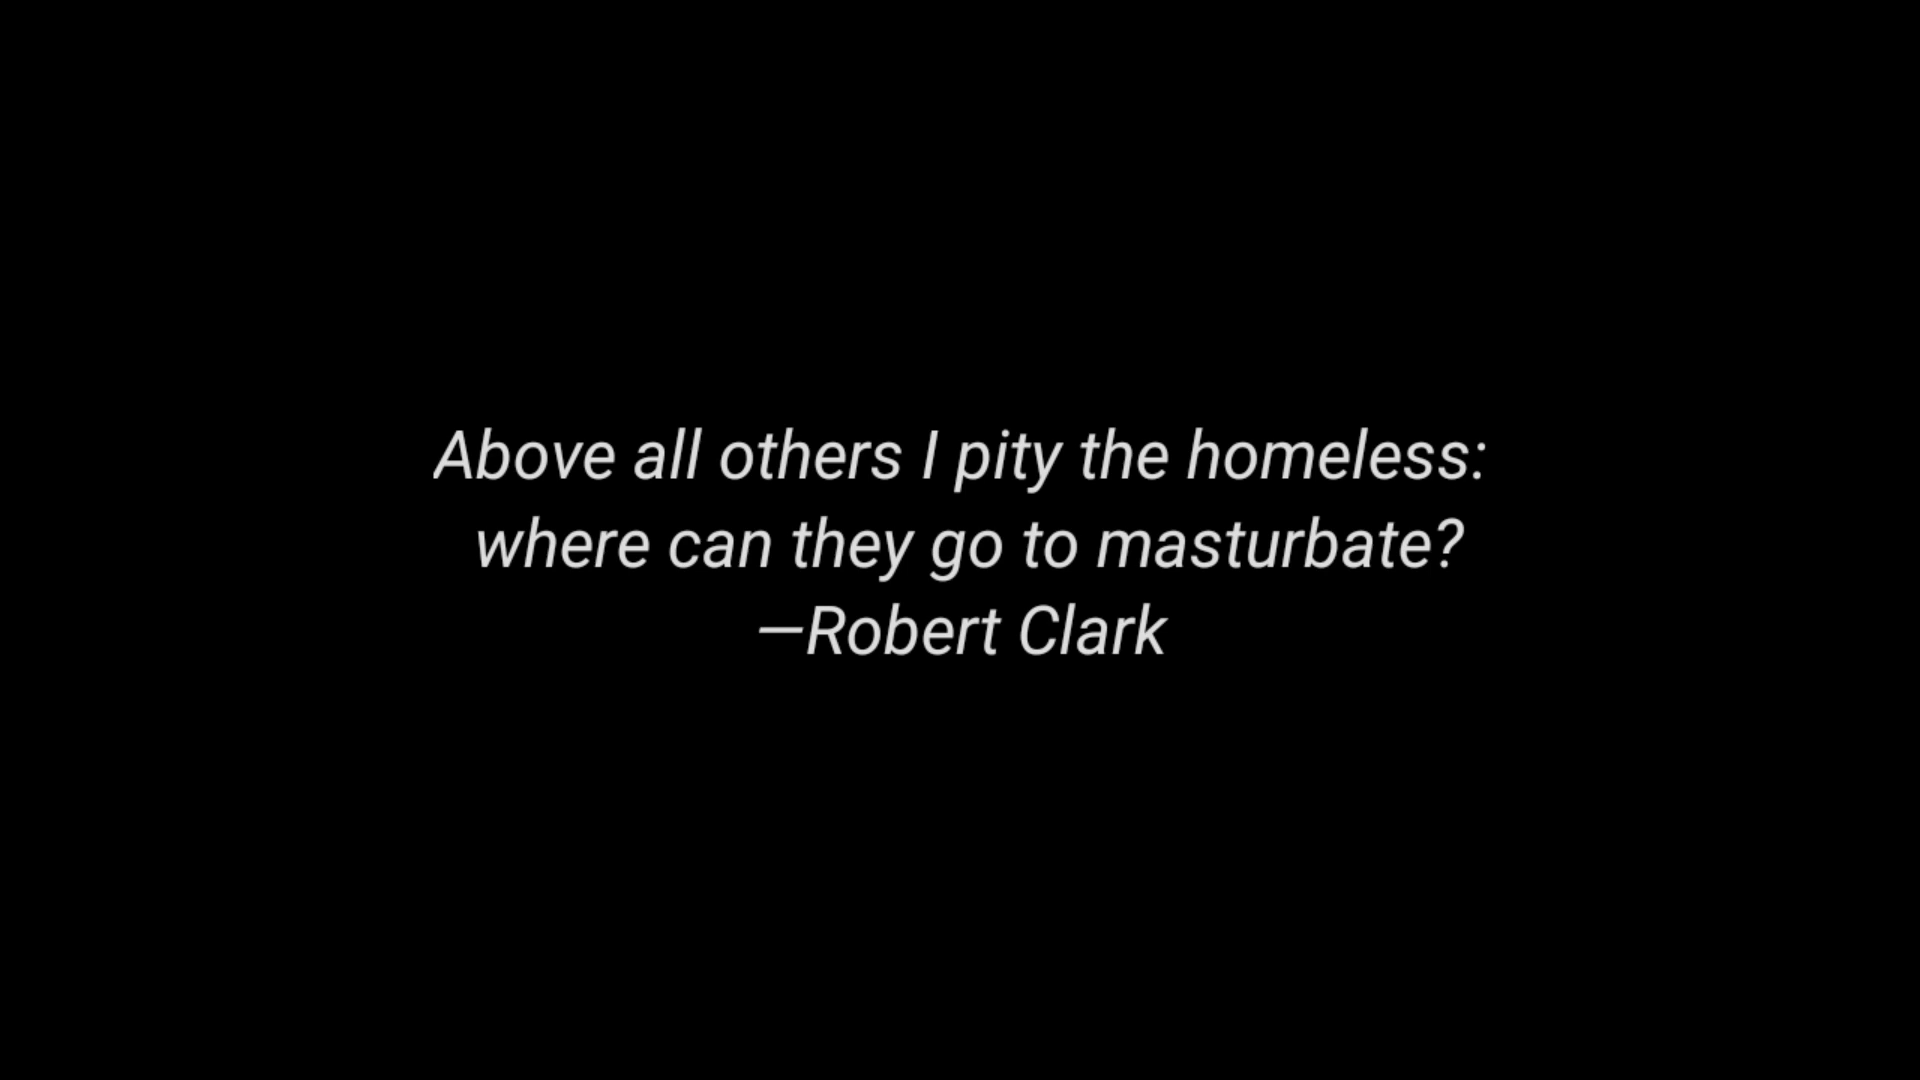 Above all others I pity the homeless:
where can they go to masturbate?
—Robert Clark